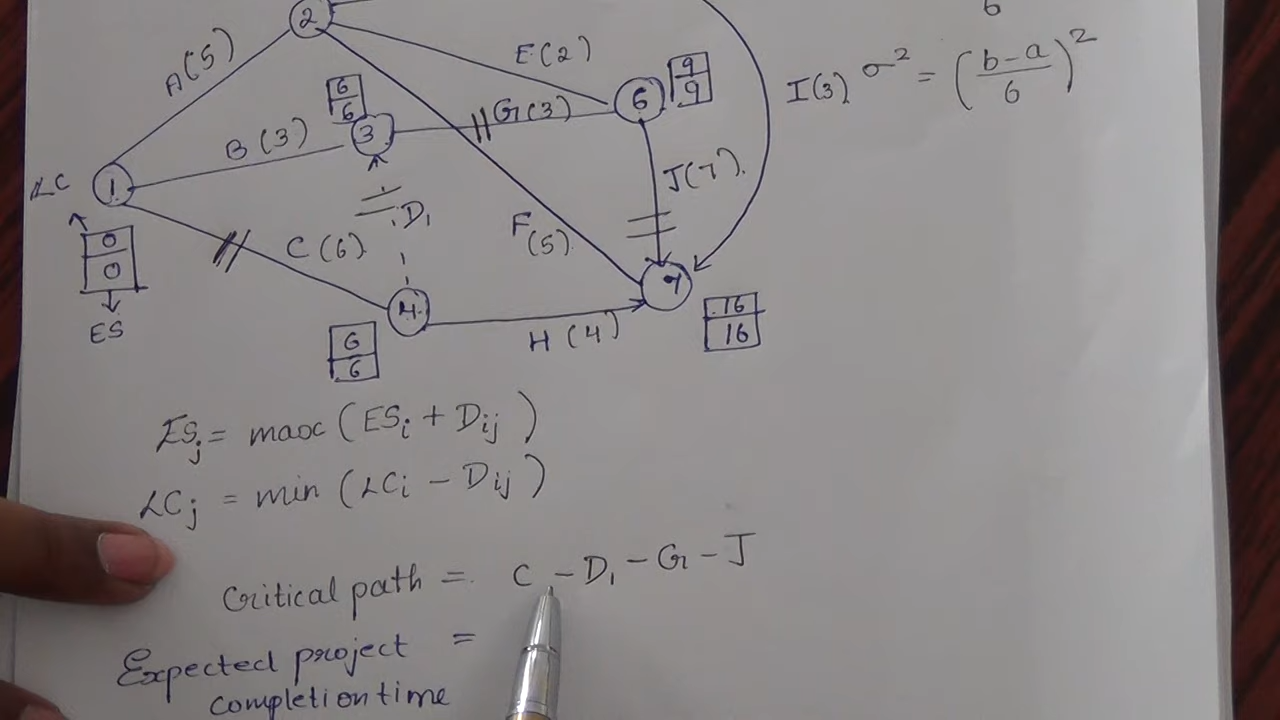 2
6
A(5)
E(2)
9
9
I(3)
σ² = (b-a/6)²
6
6
3
G(3)
6
B(3)
LC
1
J(7)
D1
0
0
C(6)
F(5)
7
ES
4
16
16
H(4)
6
6
ESj = max (ESi + Dij)
LCj = min (LCi - Dij)
Critical path = C - D1 - G - J
Expected project =
completion time